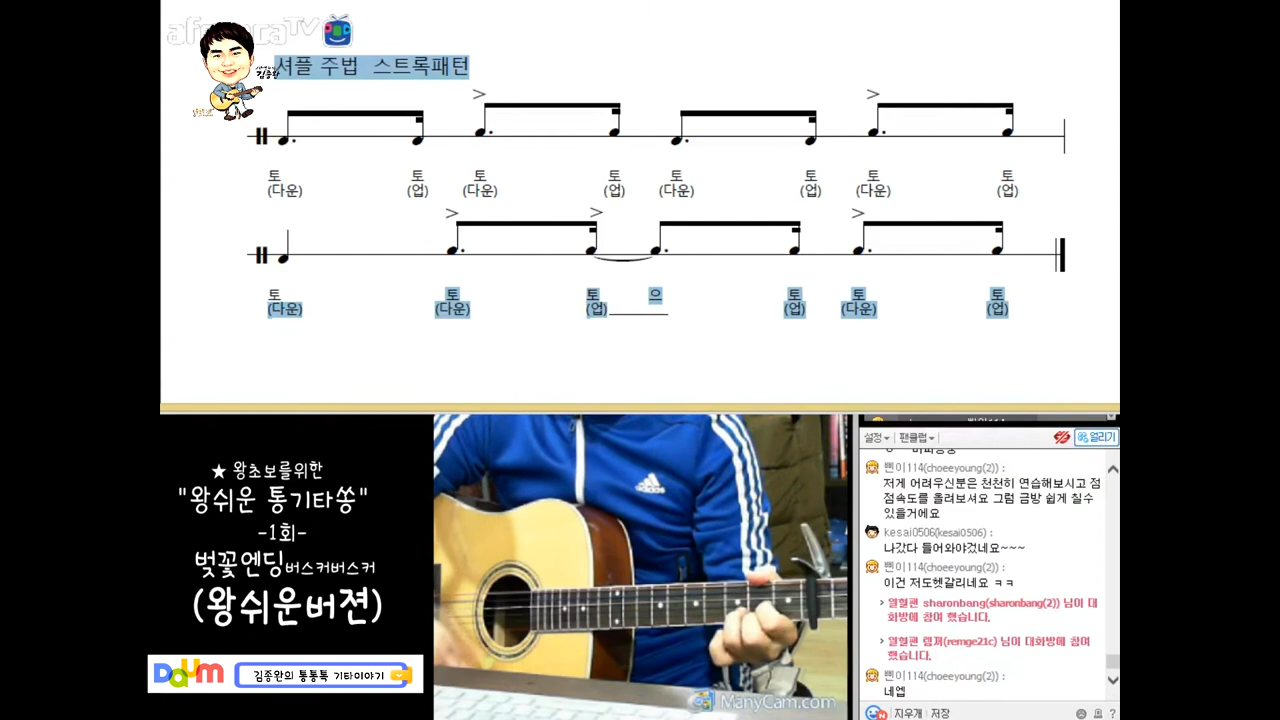 afreecaTV
김종완
셔플 주법 스트록패턴
토 토 토 토 토 토 토 토
(다운) (업) (다운) (업) (다운) (업) (다운) (업)
토 토 토 으 토 토 토
(다운) (다운) (업) (업) (다운) (업)
★ 왕초보를위한
"왕쉬운 통기타쏭"
-1회-
벚꽃엔딩버스커버스커
(왕쉬운버젼)
Daum 김종완의 통통톡 기타이야기
ManyCam.com
설정 팬클럽 얼리기
삔이114(choeeyoung(2)) :
저게 어려우신분은 천천히 연습해보시고 점
점속도를 올려보셔요 그럼 금방 쉽게 칠수
있을거에요
kesai0506(kesai0506) :
나갔다 들어와야겄네요~~~
삔이114(choeeyoung(2)) :
이건 저도헷갈리네요 ㅋㅋ
열혈팬 sharonbang(sharonbang(2)) 님이 대
화방에 참여 했습니다.
열혈팬 렘끼(remge21c) 님이 대화방에 참여
했습니다.
삔이114(choeeyoung(2)) :
네엡
지우개 저장